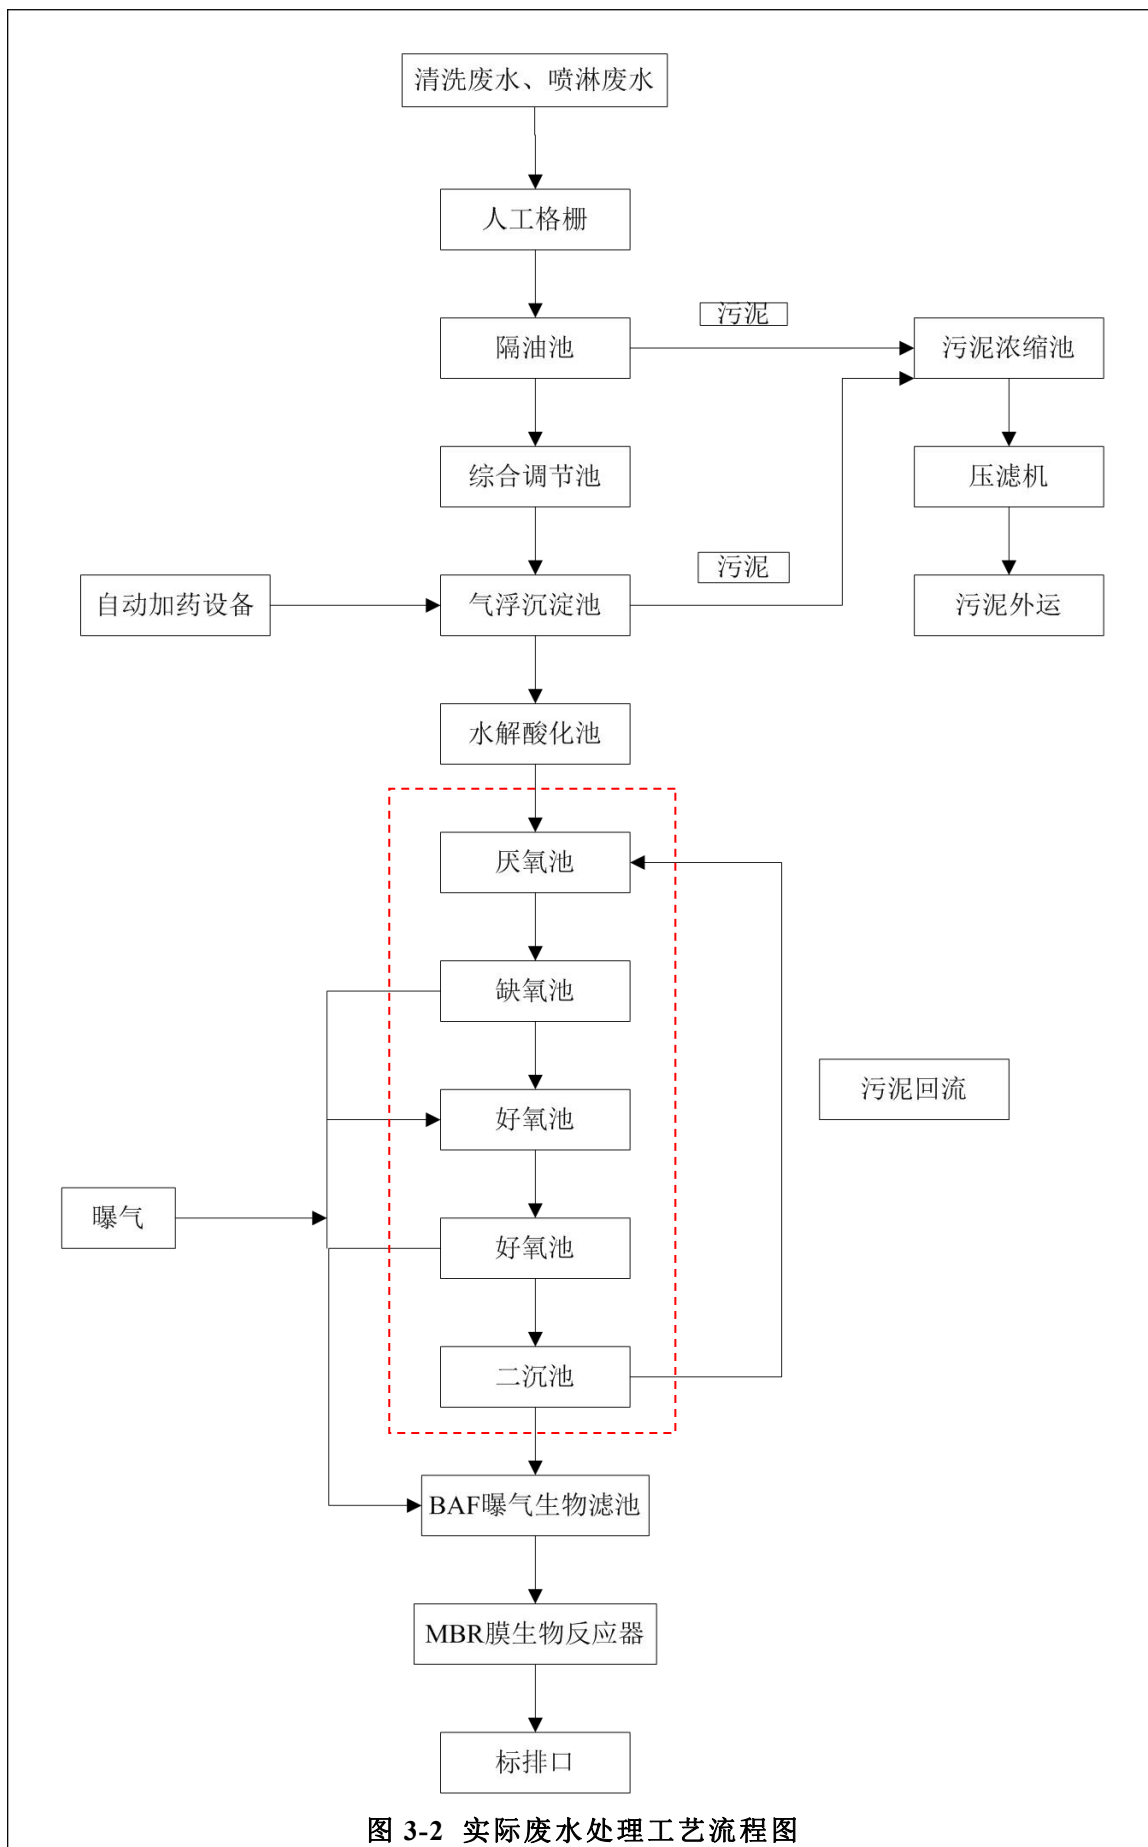 清洗废水、喷淋废水
人工格栅
污泥
隔油池
污泥浓缩池
综合调节池
压滤机
污泥
自动加药设备
气浮沉淀池
污泥外运
水解酸化池
厌氧池
缺氧池
污泥回流
好氧池
曝气
好氧池
二沉池
BAF曝气生物滤池
MBR膜生物反应器
标排口
图 3-2 实际废水处理工艺流程图